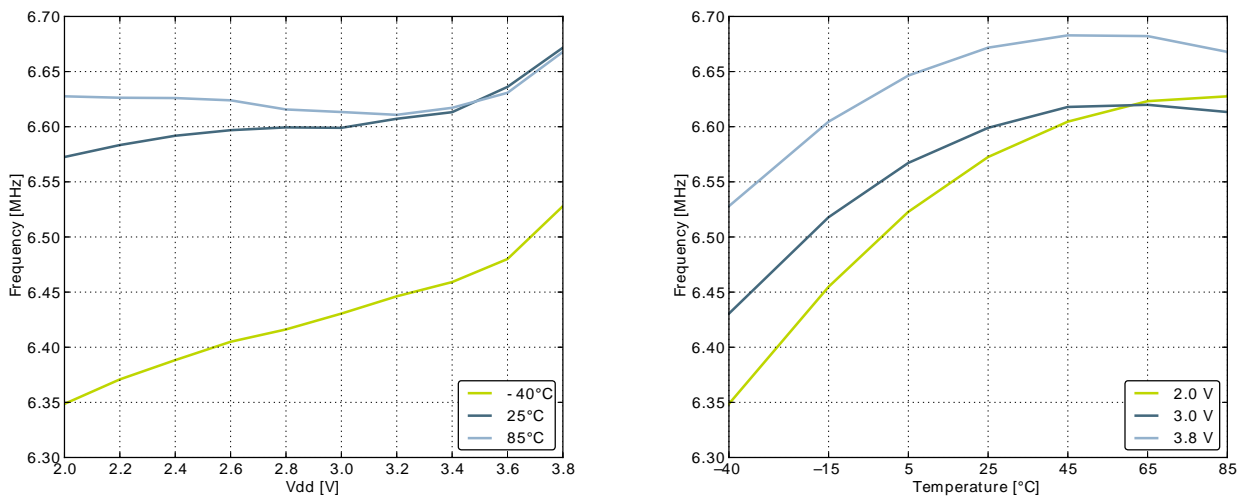 6.70
6.65
6.60
6.55
6.50
6.45
6.40
6.35
6.30
Frequency [MHz]
2.0 2.2 2.4 2.6 2.8 3.0 3.2 3.4 3.6 3.8
Vdd [V]
-40°C
25°C
85°C
6.70
6.65
6.60
6.55
6.50
6.45
6.40
6.35
6.30
Frequency [MHz]
–40 –15 5 25 45 65 85
Temperature [°C]
2.0 V
3.0 V
3.8 V